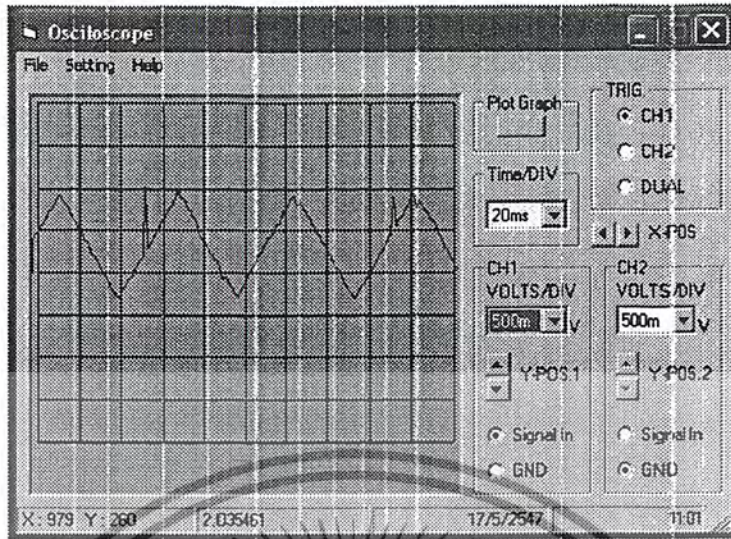 Osciloscope
File Setting Help
Plot Graph
TRIG.
CH1
CH2
DUAL
Time/DIV
20ms
X-POS
CH1
VOLTS/DIV
500m V
Y-POS.1
Signal In
GND
CH2
VOLTS/DIV
500m V
Y-POS.2
Signal In
GND
X : 979 Y : 260 2.035461 17/5/2547 11:01